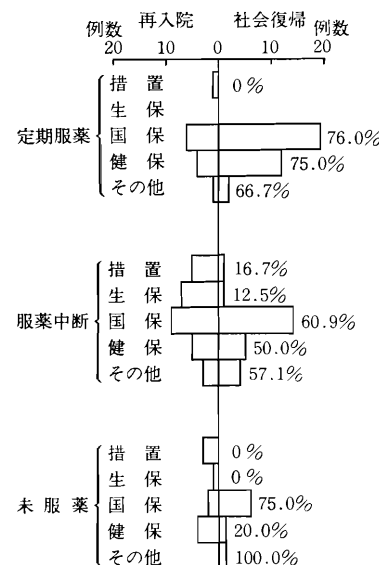 再入院 社会復帰
例数 例数
20 10 0 10 20
定期服薬
措置 0%
生保
国保 76.0%
健保 75.0%
その他 66.7%
服薬中断
措置 16.7%
生保 12.5%
国保 60.9%
健保 50.0%
その他 57.1%
未服薬
措置 0%
生保 0%
国保 75.0%
健保 20.0%
その他 100.0%